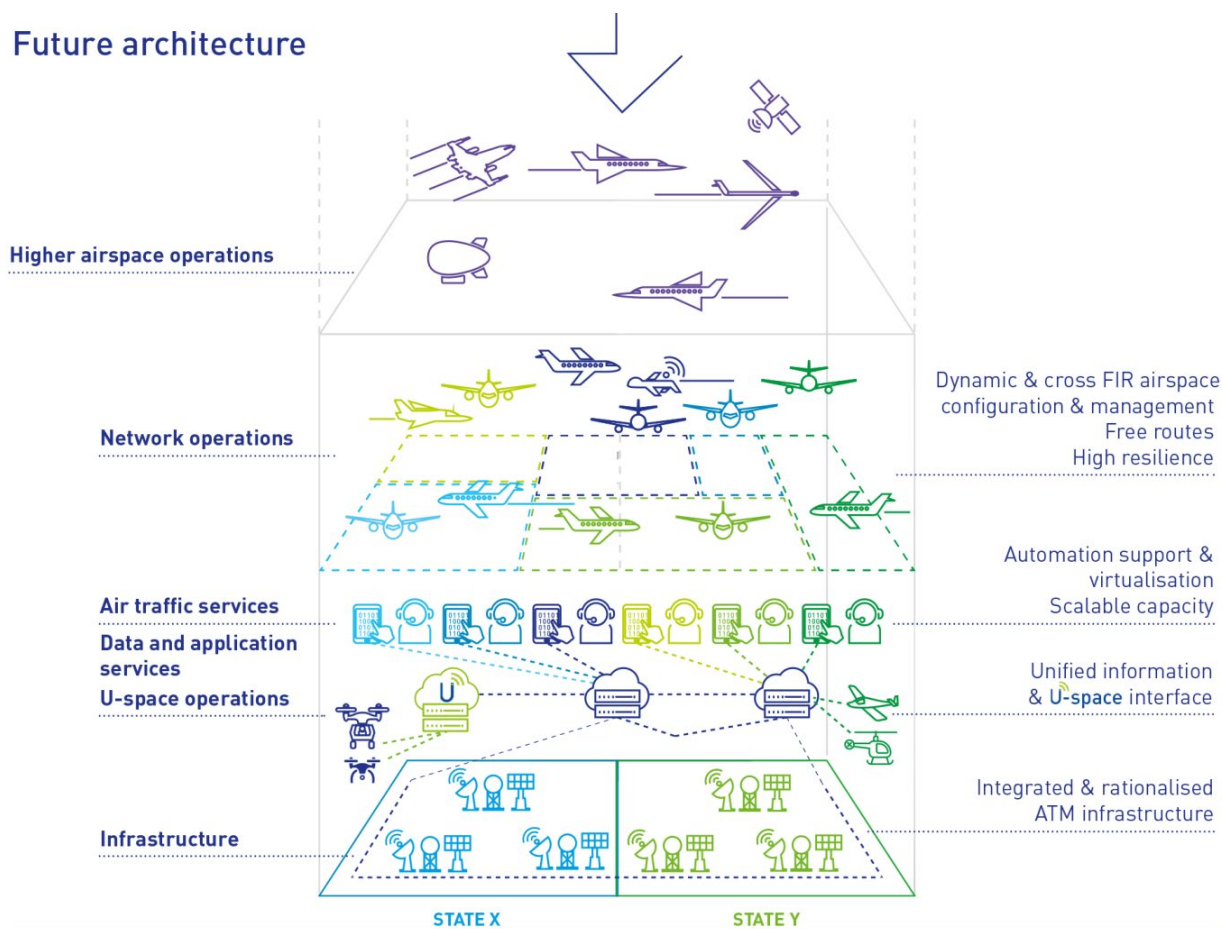 Future architecture
Higher airspace operations
Network operations
Dynamic & cross FIR airspace
configuration & management
Free routes
High resilience
Air traffic services
Data and application
services
U-space operations
Automation support &
virtualisation
Scalable capacity
U
Unified information
& U-space interface
Infrastructure
Integrated & rationalised
ATM infrastructure
STATE X
STATE Y